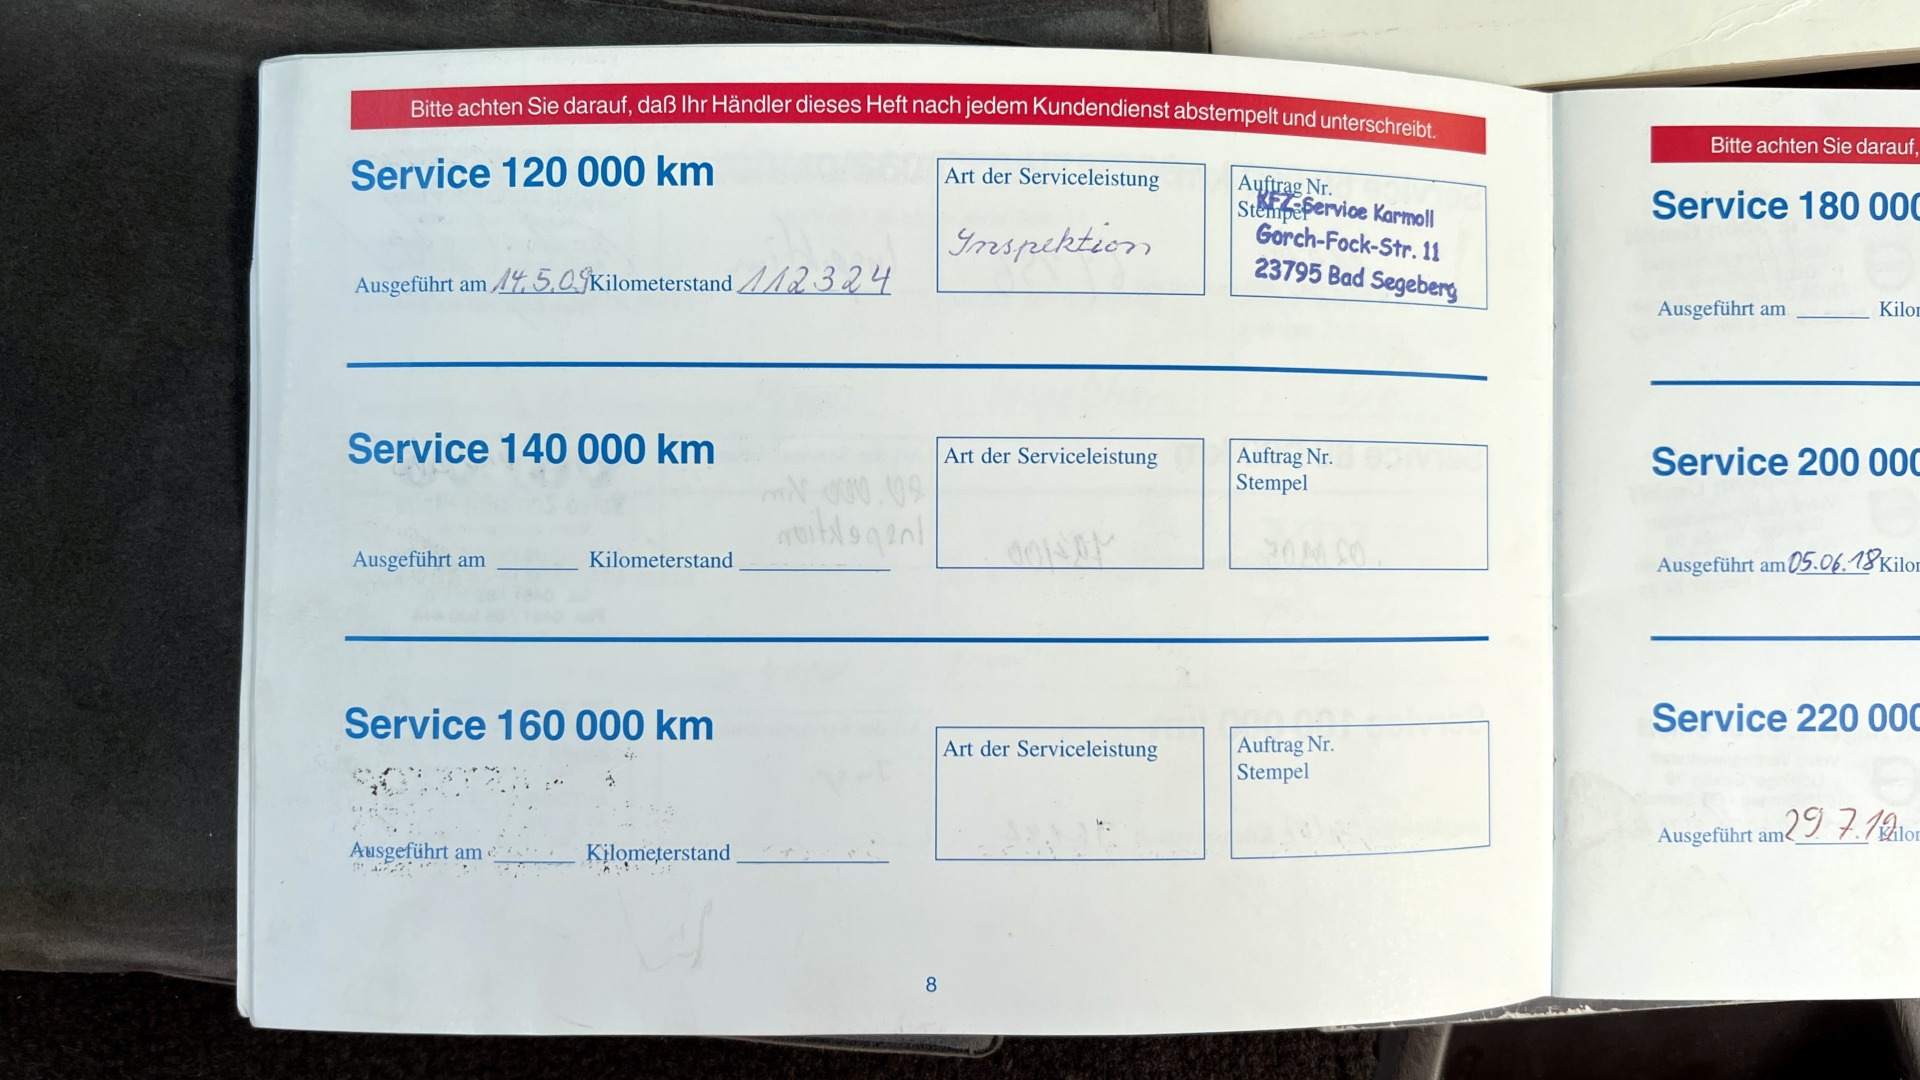 Bitte achten Sie darauf, daß Ihr Händler dieses Heft nach jedem Kundendienst abstempelt und unterschreibt.
Service 120 000 km
Art der Serviceleistung
Inspektion
Auftrag Nr.
Stempel
KFZ-Service Karmoll
Gorch-Fock-Str. 11
23795 Bad Segeberg
Ausgeführt am 14.5.09 Kilometerstand 112324
Service 140 000 km
Art der Serviceleistung
Auftrag Nr.
Stempel
Ausgeführt am Kilometerstand
Service 160 000 km
Art der Serviceleistung
Auftrag Nr.
Stempel
Ausgeführt am Kilometerstand
8
Bitte achten Sie darauf,
Service 180 000
Ausgeführt am Kilo
Service 200 000
Ausgeführt am 05.06.18 Kilo
Service 220 000
Ausgeführt am 29.7.19 Kilo